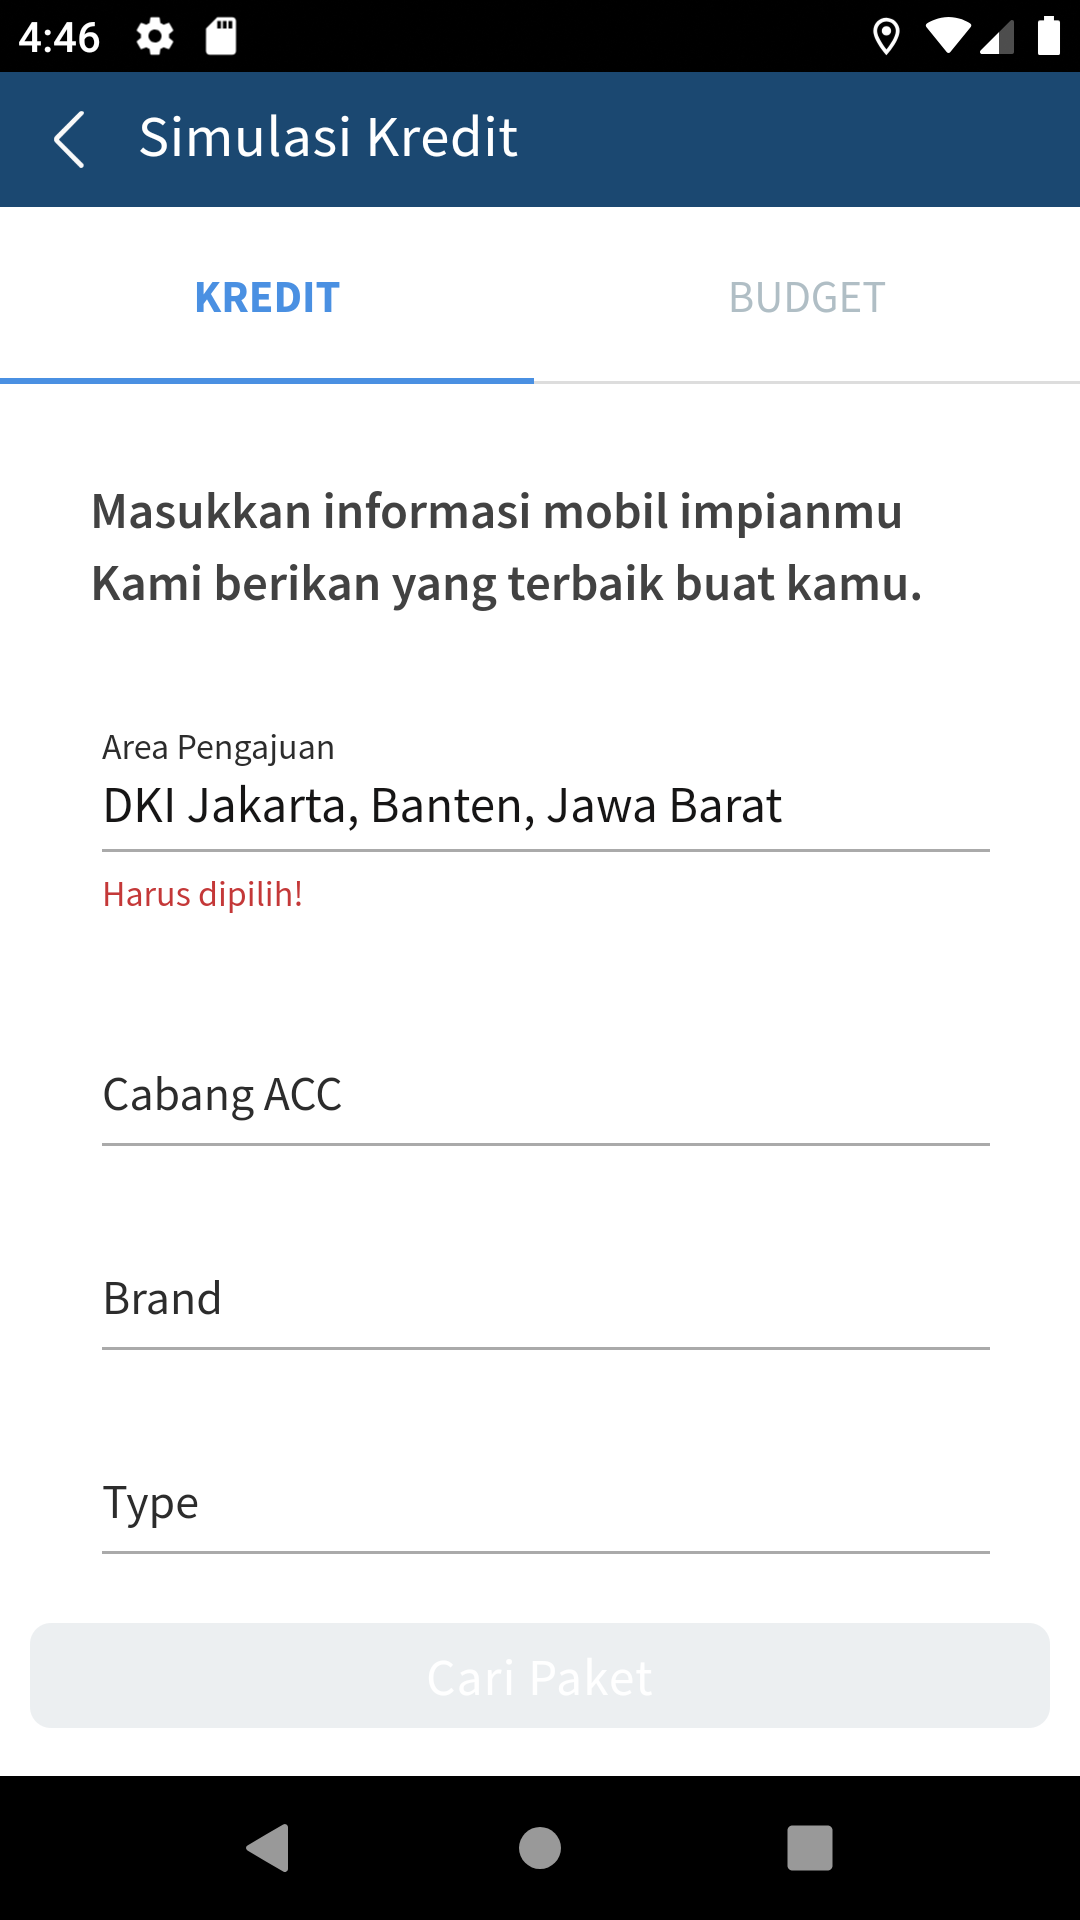 4:46
Simulasi Kredit
KREDIT
BUDGET
Masukkan informasi mobil impianmu
Kami berikan yang terbaik buat kamu.
Area Pengajuan
DKI Jakarta, Banten, Jawa Barat
Harus dipilih!
Cabang ACC
Brand
Type
Cari Paket